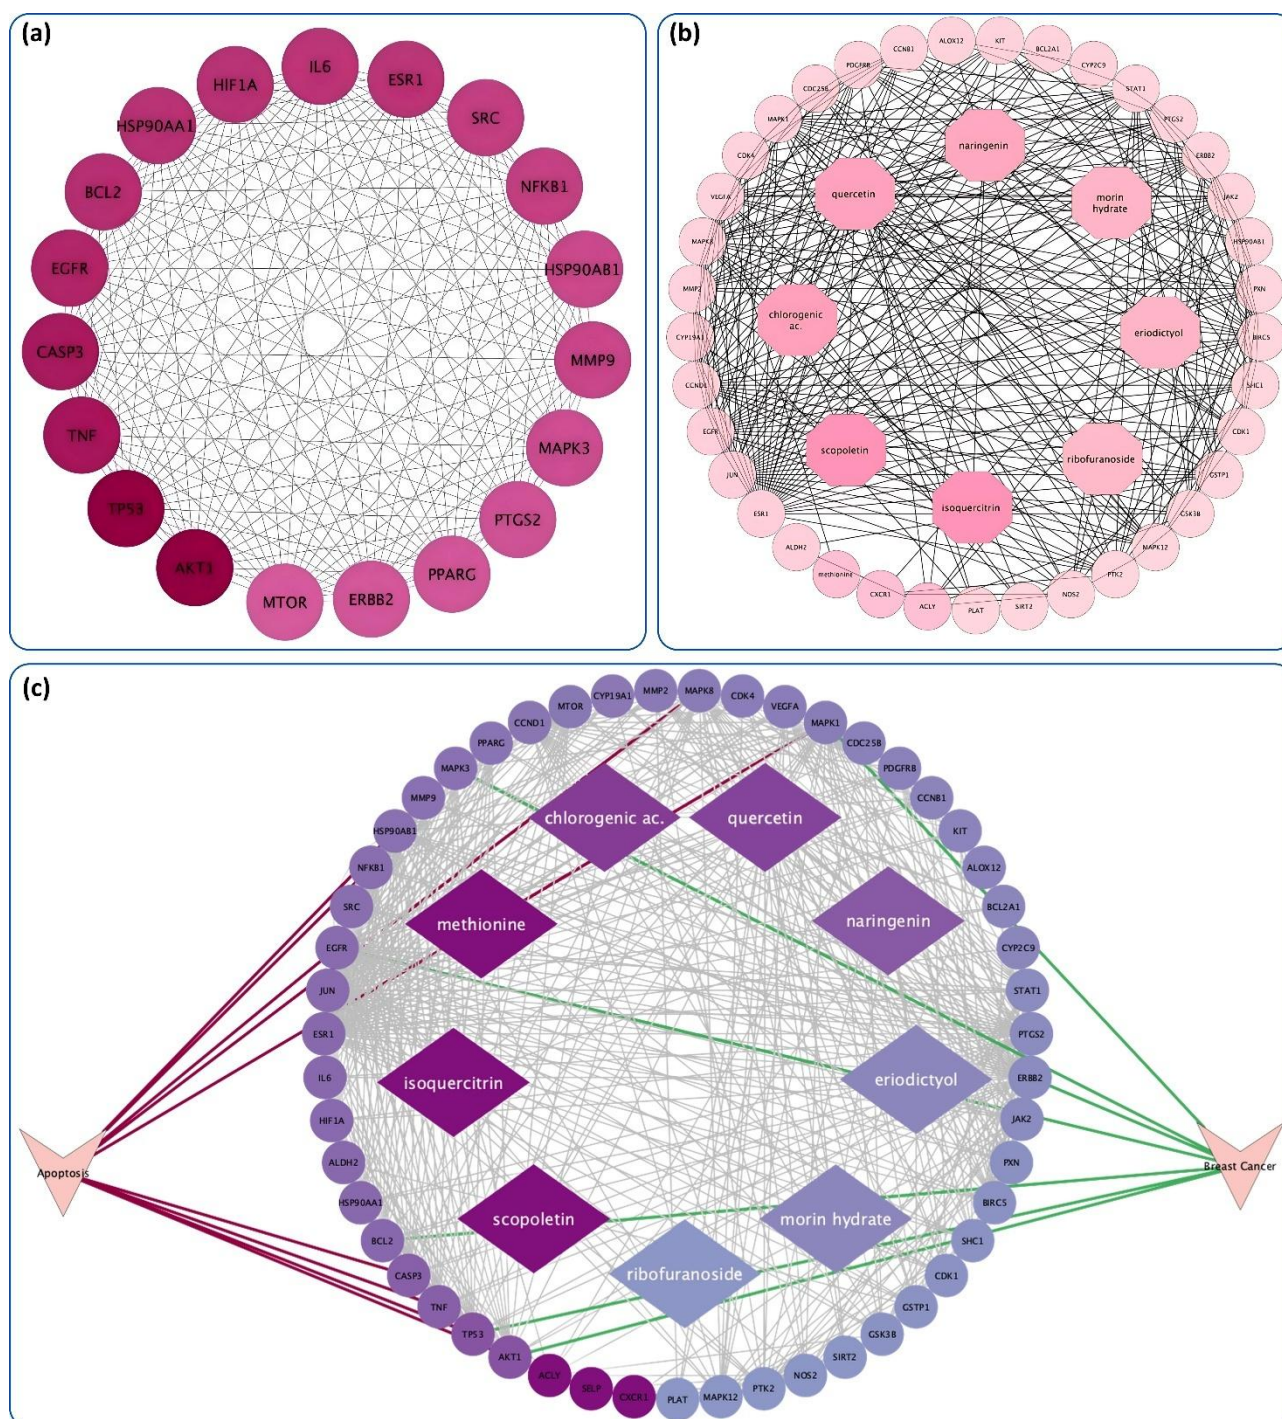 (a)
IL6
ESR1
HIF1A
SRC
HSP90AA1
NFKB1
BCL2
HSP90AB1
EGFR
MMP9
CASP3
MAPK3
TNF
PTGS2
TP53
PPARG
AKT1
ERBB2
MTOR
(b)
ALOX12
KIT
BCL2A1
CCNB1
CYP2C9
PDGFRB
STAT1
CDC25B
PTGS2
MAPK1
ERBB2
CDK4
JAK2
VEGFA
HSP90AB1
MAPK8
PXN
MMP2
BIRC5
CYP19A1
SHC1
CCND1
CDK1
EGFR
GSTP1
JUN
GSK3B
ESR1
MAPK12
ALDH2
PTK2
methionine
NOS2
CXCR1
SIRT2
ACLY
PLAT
naringenin
quercetin
morin
hydrate
chlorogenic
ac.
eriodictyol
scopoletin
ribofuranoside
isoquercitrin
(c)
MMP2
MAPK8
CDK4
CYP19A1
VEGFA
MTOR
MAPK1
CCND1
CDC25B
PPARG
PDGFRB
MAPK3
CCNB1
MMP9
KIT
HSP90AB1
ALOX12
NFKB1
BCL2A1
SRC
CYP2C9
EGFR
STAT1
JUN
PTGS2
ESR1
ERBB2
IL6
JAK2
HIF1A
PXN
ALDH2
BIRC5
HSP90AA1
SHC1
BCL2
CDK1
CASP3
GSTP1
TNF
GSK3B
TP53
SIRT2
AKT1
NOS2
ACLY
PTK2
SELP
MAPK12
CXCR1
PLAT
chlorogenic ac.
quercetin
methionine
naringenin
isoquercitrin
eriodictyol
scopoletin
morin hydrate
ribofuranoside
Apoptosis
Breast Cancer